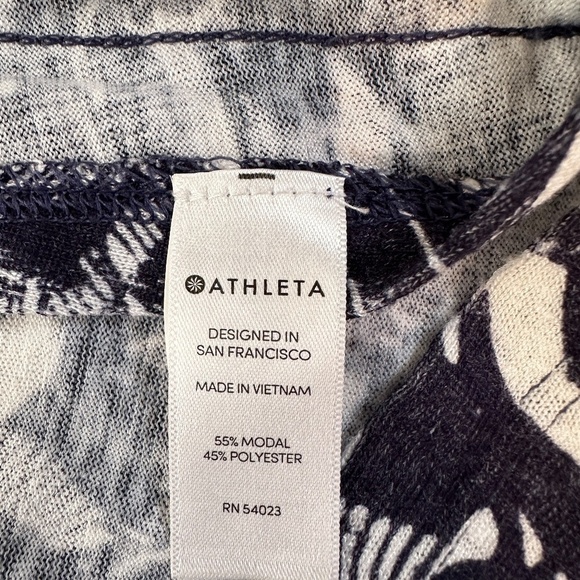 ATHLETA
DESIGNED IN
SAN FRANCISCO
MADE IN VIETNAM
55% MODAL
45% POLYESTER
RN 54023